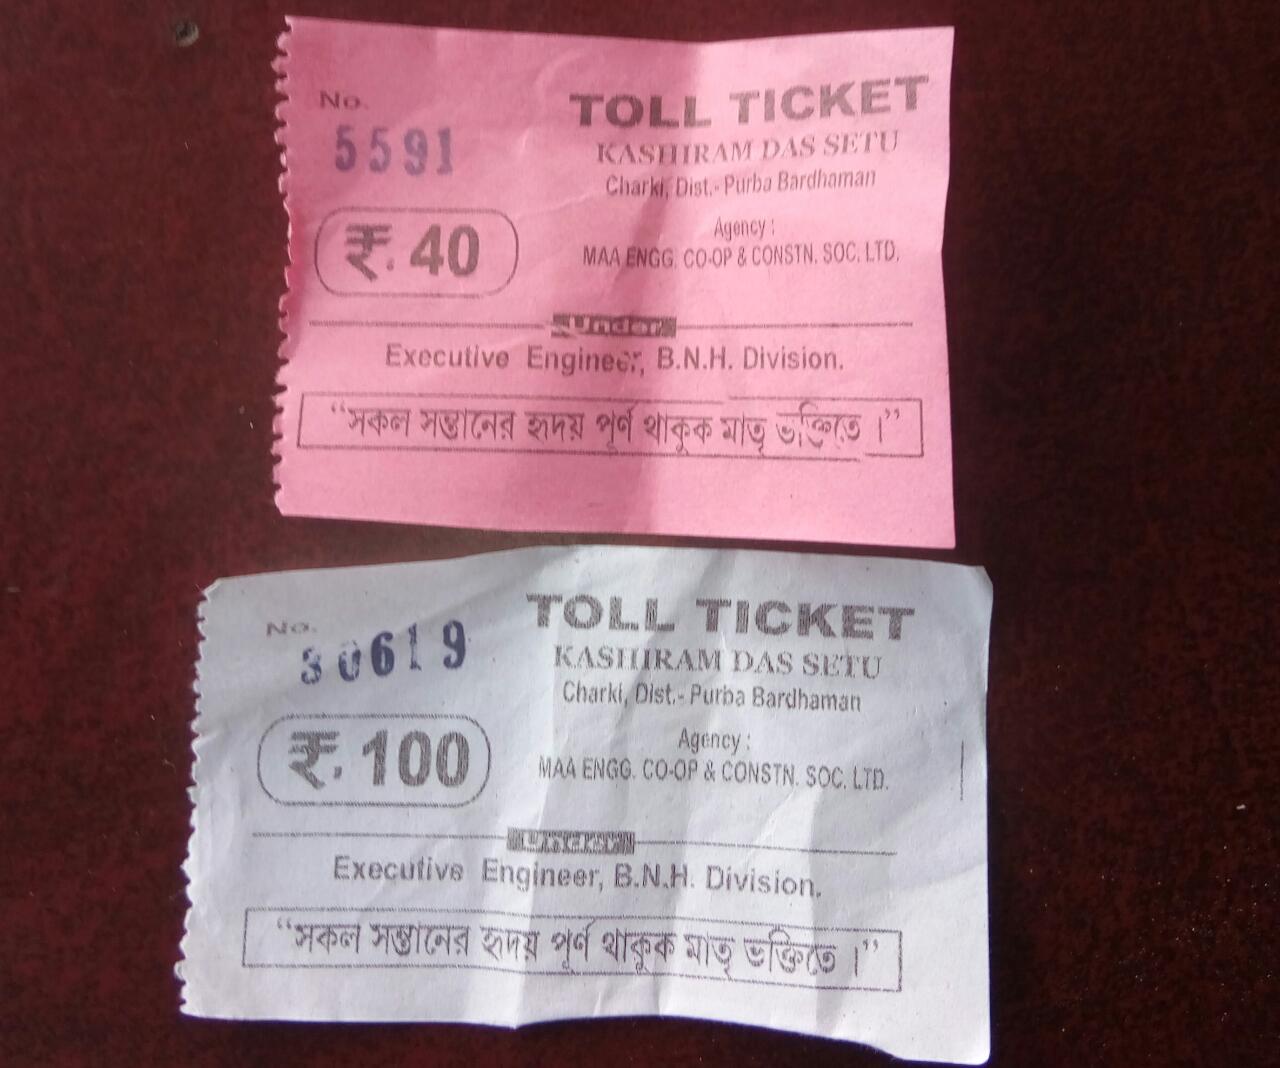 No.
5591
TOLL TICKET
KASHIRAM DAS SETU
Charki, Dist.- Purba Bardhaman
₹. 40
Agency :
MAA ENGG. CO-OP & CONSTN. SOC. LTD.
Under
Executive Engineer, B.N.H. Division.
“সকল সন্তানের হৃদয় পূর্ণ থাকুক মাতৃ ভক্তিতে ।”
No.
30619
TOLL TICKET
KASHIRAM DAS SETU
Charki, Dist.- Purba Bardhaman
₹. 100
Agency :
MAA ENGG. CO-OP & CONSTN. SOC. LTD.
Under
Executive Engineer, B.N.H. Division.
“সকল সন্তানের হৃদয় পূর্ণ থাকুক মাতৃ ভক্তিতে ।”